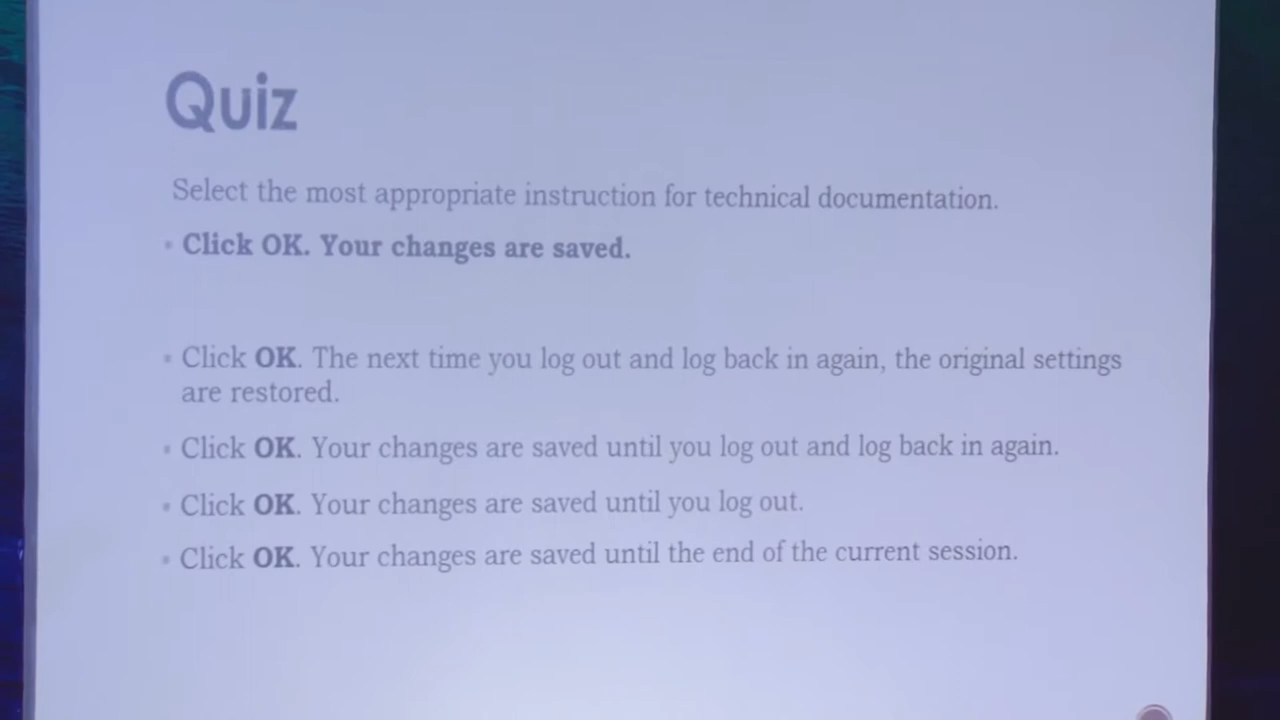 Quiz
Select the most appropriate instruction for technical documentation.
• Click OK. Your changes are saved.
• Click OK. The next time you log out and log back in again, the original settings
are restored.
• Click OK. Your changes are saved until you log out and log back in again.
• Click OK. Your changes are saved until you log out.
• Click OK. Your changes are saved until the end of the current session.